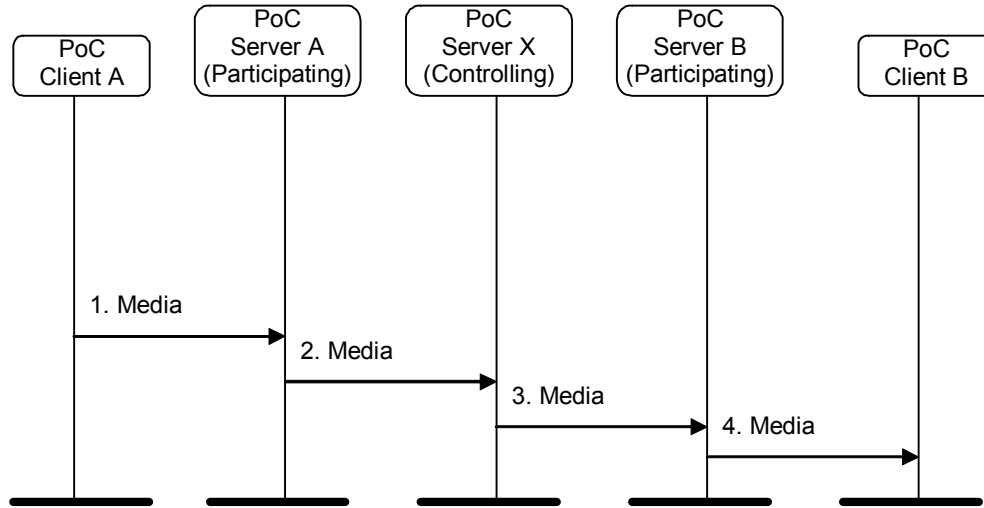 PoC
Client A
PoC
Server A
(Participating)
PoC
Server X
(Controlling)
PoC
Server B
(Participating)
PoC
Client B
1. Media
2. Media
3. Media
4. Media